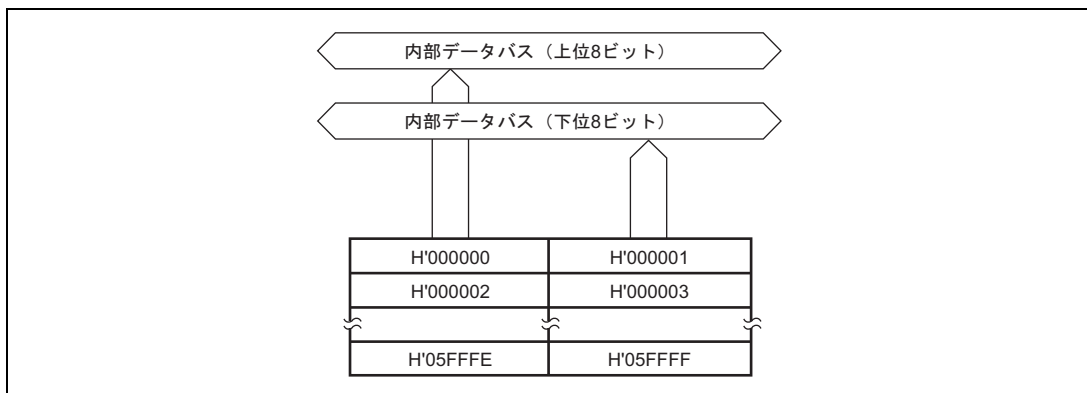 内部データバス（上位8ビット）
内部データバス（下位8ビット）
H'000000 H'000001
H'000002 H'000003
H'05FFFE H'05FFFF